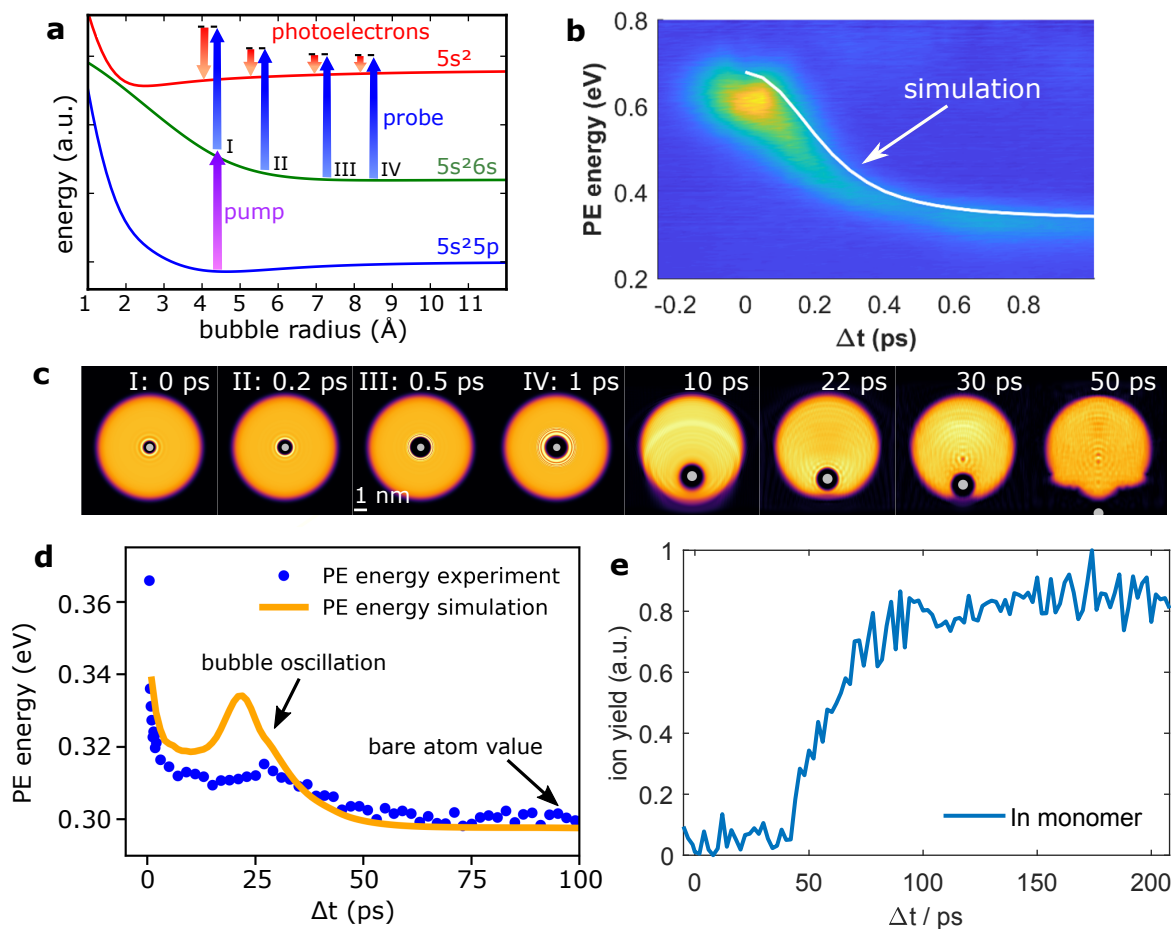 a
photoelectrons
5s²
probe
I
II
III
IV
5s²6s
pump
5s²5p
energy (a.u.)
1 2 3 4 5 6 7 8 9 10 11
bubble radius (Å)
b
0.8
0.6
0.4
0.2
PE energy (eV)
simulation
-0.2 0 0.2 0.4 0.6 0.8
Δt (ps)
c
I: 0 ps
II: 0.2 ps
III: 0.5 ps
IV: 1 ps
10 ps
22 ps
30 ps
50 ps
1 nm
d
PE energy experiment
PE energy simulation
bubble oscillation
bare atom value
0.36
0.34
0.32
0.30
PE energy (eV)
0 25 50 75 100
Δt (ps)
e
1
0.8
0.6
0.4
0.2
0
ion yield (a.u.)
In monomer
0 50 100 150 200
Δt / ps